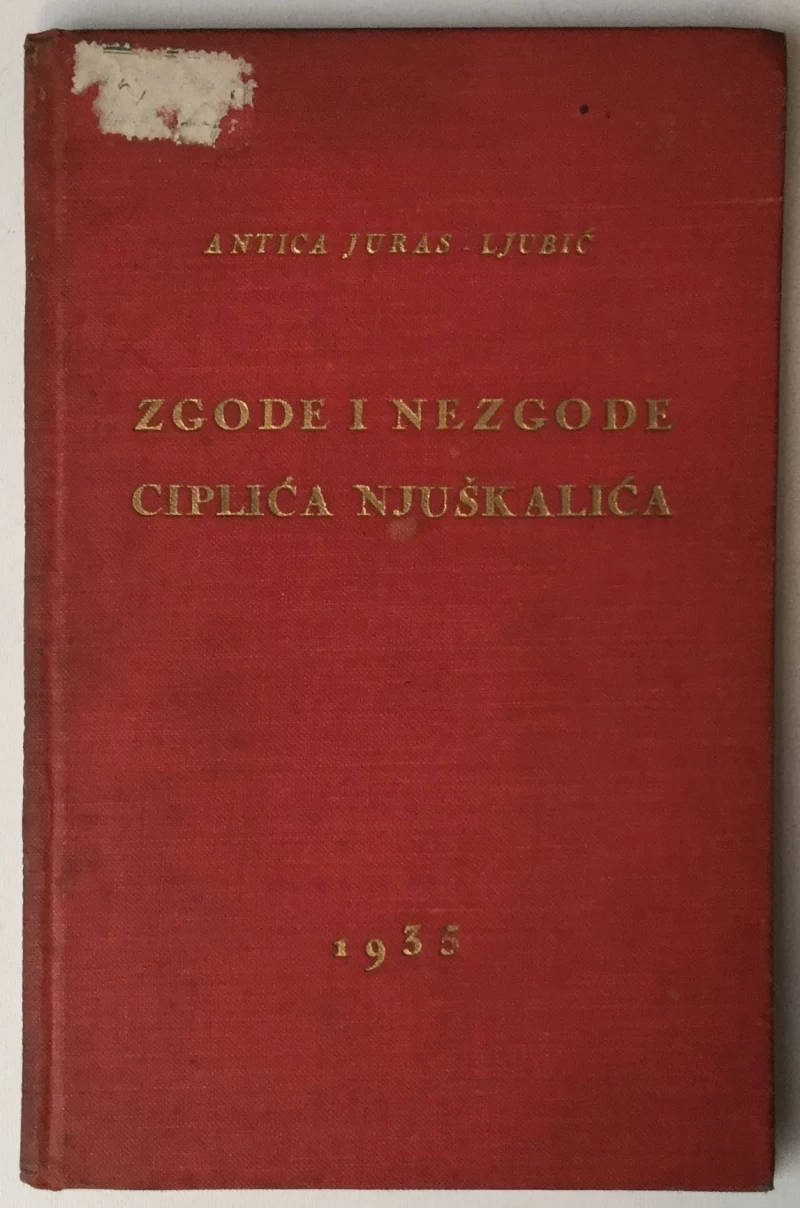 ANTICA JURAS-LJUBIĆ
ZGODE I NEZGODE
CIPLIĆA NJUŠKALIĆA
1935